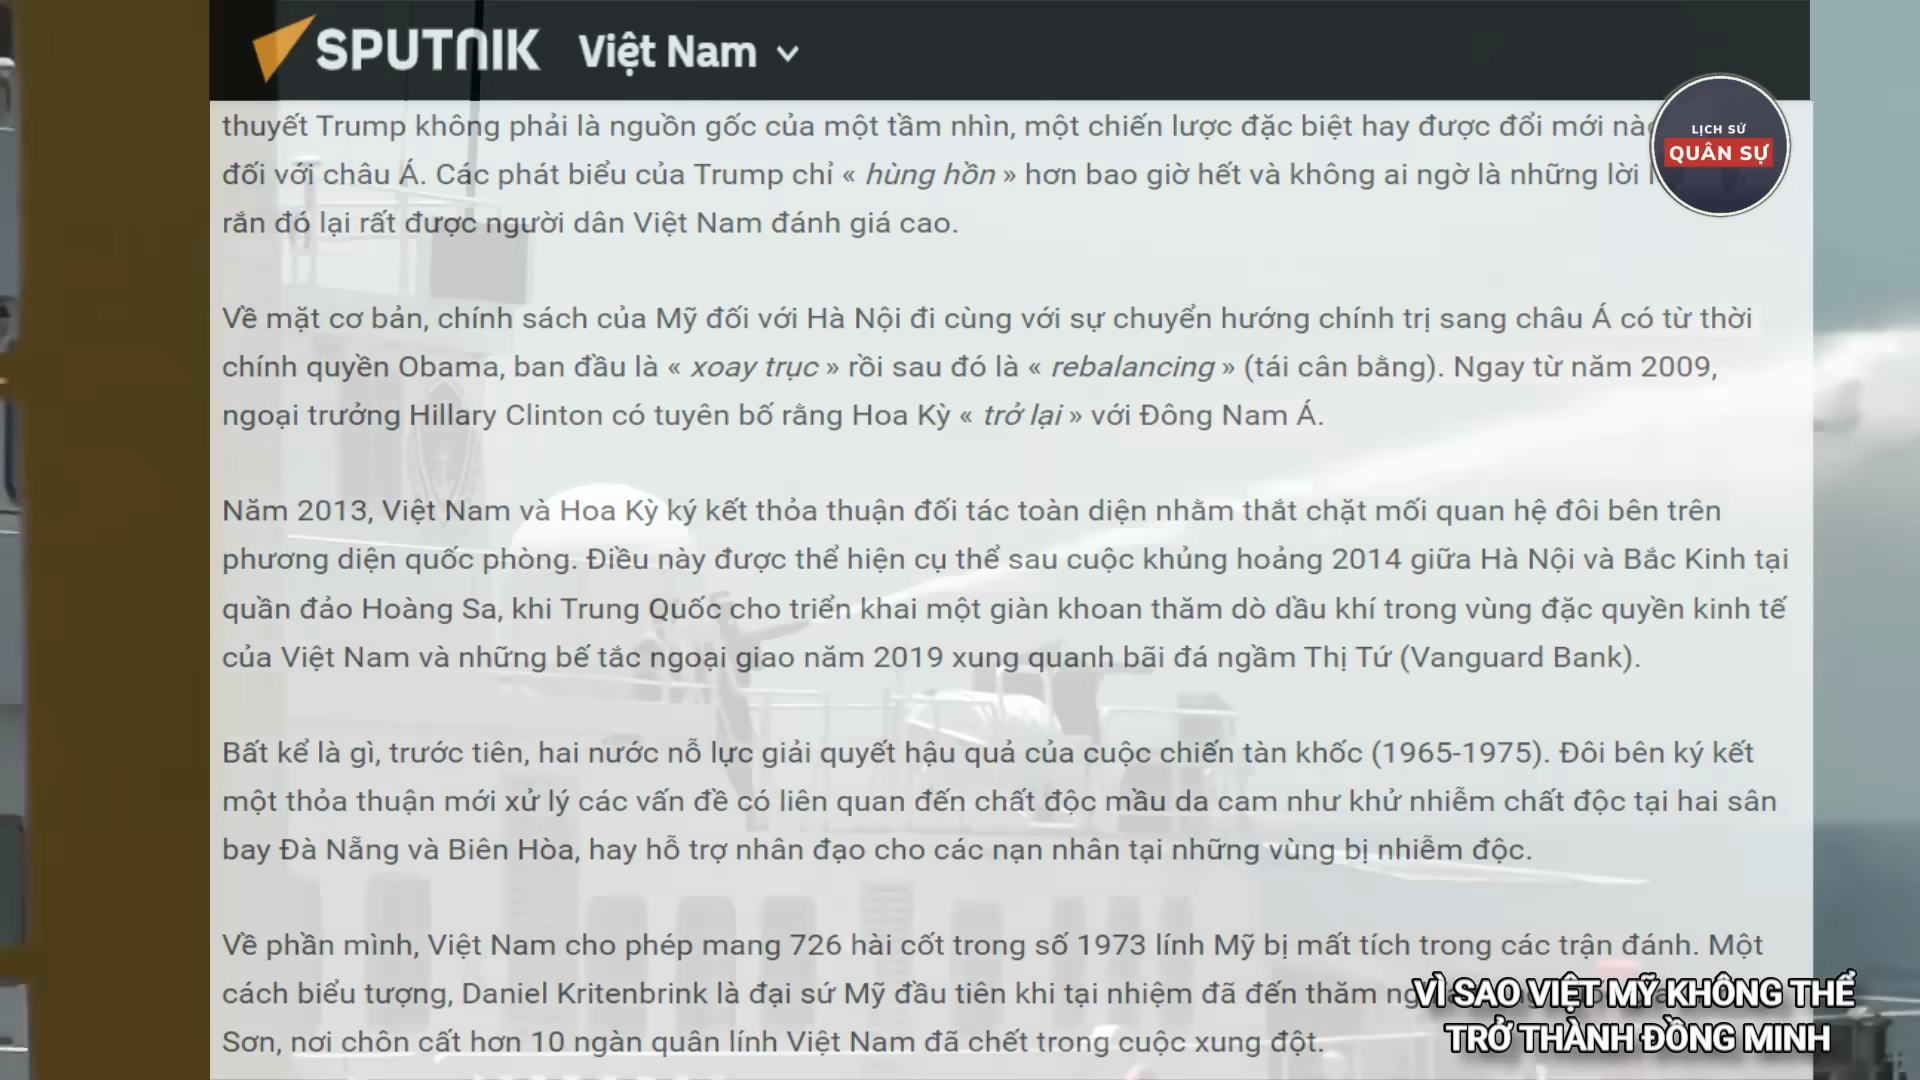 SPUTNIK Việt Nam
LỊCH SỬ
QUÂN SỰ
thuyết Trump không phải là nguồn gốc của một tầm nhìn, một chiến lược đặc biệt hay được đổi mới
đối với châu Á. Các phát biểu của Trump chỉ « hùng hồn » hơn bao giờ hết và không ai ngờ là những lời
rắn đó lại rất được người dân Việt Nam đánh giá cao.
Về mặt cơ bản, chính sách của Mỹ đối với Hà Nội đi cùng với sự chuyển hướng chính trị sang châu Á có từ thời
chính quyền Obama, ban đầu là « xoay trục » rồi sau đó là « rebalancing » (tái cân bằng). Ngay từ năm 2009,
ngoại trưởng Hillary Clinton có tuyên bố rằng Hoa Kỳ « trở lại » với Đông Nam Á.
Năm 2013, Việt Nam và Hoa Kỳ ký kết thỏa thuận đối tác toàn diện nhằm thắt chặt mối quan hệ đôi bên trên
phương diện quốc phòng. Điều này được thể hiện cụ thể sau cuộc khủng hoảng 2014 giữa Hà Nội và Bắc Kinh tại
quần đảo Hoàng Sa, khi Trung Quốc cho triển khai một giàn khoan thăm dò dầu khí trong vùng đặc quyền kinh tế
của Việt Nam và những bế tắc ngoại giao năm 2019 xung quanh bãi đá ngầm Thị Tứ (Vanguard Bank).
Bất kể là gì, trước tiên, hai nước nỗ lực giải quyết hậu quả của cuộc chiến tàn khốc (1965-1975). Đôi bên ký kết
một thỏa thuận mới xử lý các vấn đề có liên quan đến chất độc mầu da cam như khử nhiễm chất độc tại hai sân
bay Đà Nẵng và Biên Hòa, hay hỗ trợ nhân đạo cho các nạn nhân tại những vùng bị nhiễm độc.
Về phần mình, Việt Nam cho phép mang 726 hài cốt trong số 1973 lính Mỹ bị mất tích trong các trận đánh. Một
cách biểu tượng, Daniel Kritenbrink là đại sứ Mỹ đầu tiên khi tại nhiệm đã đến thăm
Sơn, nơi chôn cất hơn 10 ngàn quân lính Việt Nam đã chết trong cuộc xung đột.
VÌ SAO VIỆT MỸ KHÔNG THỂ
TRỞ THÀNH ĐỒNG MINH